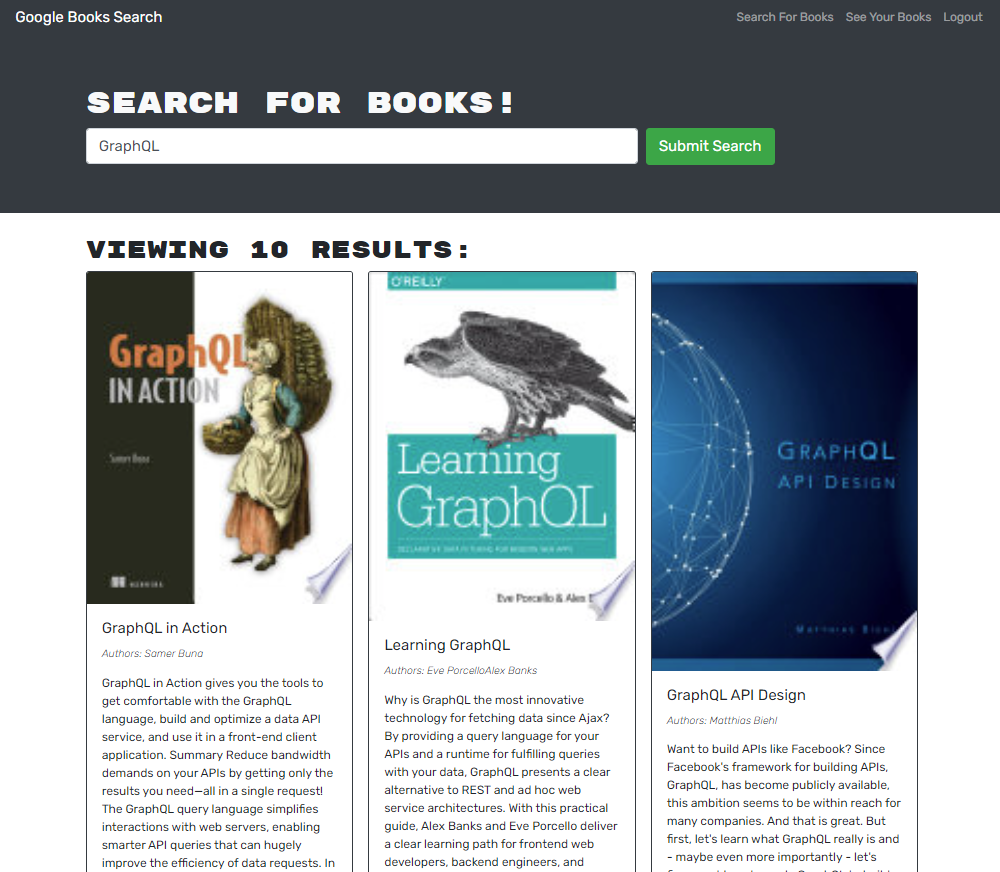 Google Books Search
Search For Books See Your Books Logout
SEARCH FOR BOOKS!
GraphQL
Submit Search
VIEWING 10 RESULTS:
GraphQL
IN ACTION
Samer Buna
MANNING
GraphQL in Action
Authors: Samer Buna
GraphQL in Action gives you the tools to
get comfortable with the GraphQL
language, build and optimize a data API
service, and use it in a front-end client
application. Summary Reduce bandwidth
demands on your APIs by getting only the
results you need—all in a single request!
The GraphQL query language simplifies
interactions with web servers, enabling
smarter API queries that can hugely
improve the efficiency of data requests. In
O'REILLY
Learning
GraphQL
DECLARATIVE DATA FETCHING FOR MODERN WEB APPS
Eve Porcello & Alex
Learning GraphQL
Authors: Eve PorcelloAlex Banks
Why is GraphQL the most innovative
technology for fetching data since Ajax?
By providing a query language for your
APIs and a runtime for fulfilling queries
with your data, GraphQL presents a clear
alternative to REST and ad hoc web
service architectures. With this practical
guide, Alex Banks and Eve Porcello deliver
a clear learning path for frontend web
developers, backend engineers, and
GRAPHQL
API DESIGN
MATTHIAS BIEHL
GraphQL API Design
Authors: Matthias Biehl
Want to build APIs like Facebook? Since
Facebook's framework for building APIs,
GraphQL, has become publicly available,
this ambition seems to be within reach for
many companies. And that is great. But
first, let's learn what GraphQL really is and
- maybe even more importantly - let's